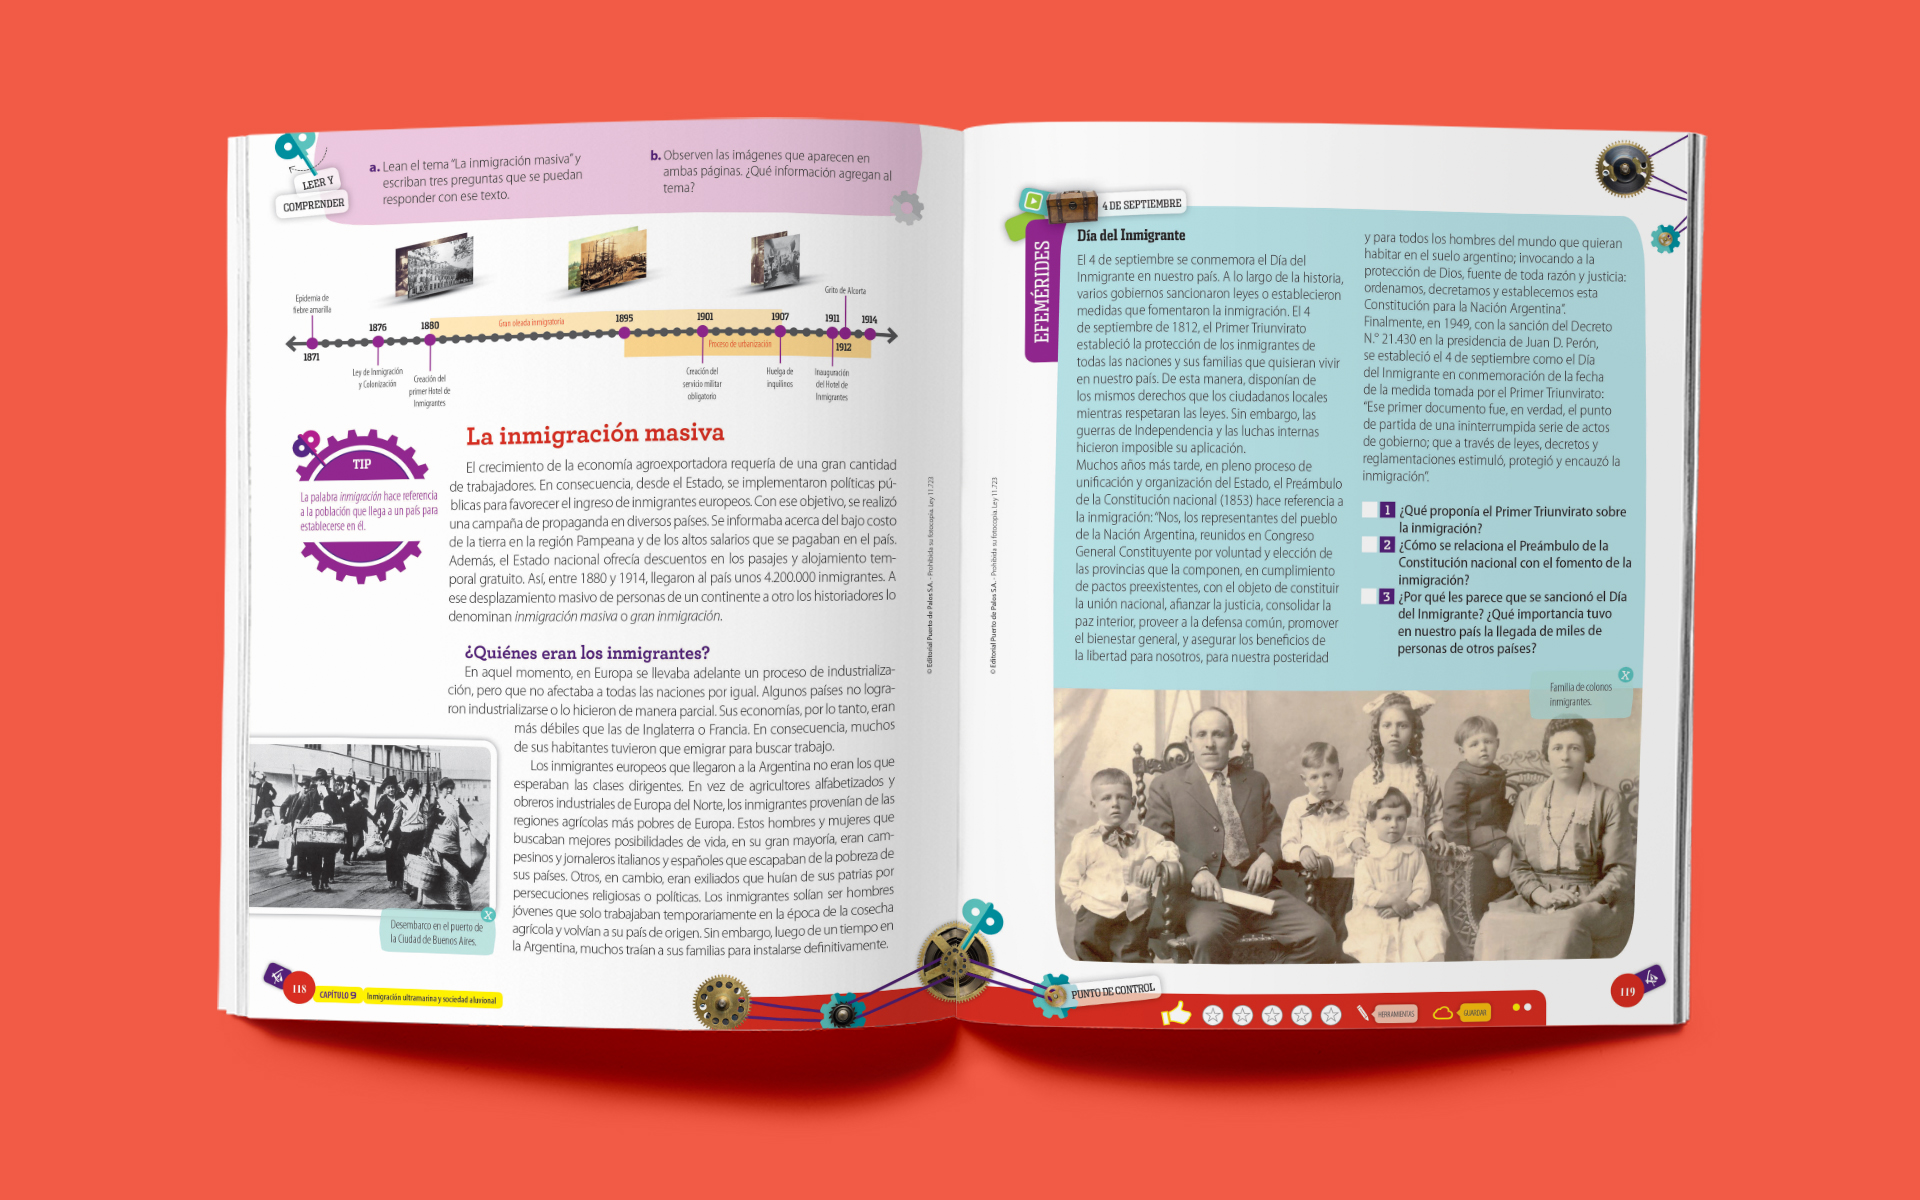 LEER Y
COMPRENDER
a. Lean el tema “La inmigración masiva” y
escriban tres preguntas que se puedan
responder con ese texto.
b. Observen las imágenes que aparecen en
ambas páginas. ¿Qué información agregan al
tema?
Epidemia de
fiebre amarilla
1871
1876
Ley de Inmigración
y Colonización
1880
Creación del
primer Hotel de
Inmigrantes
Gran oleada inmigratoria
1895
1901
Creación del
servicio militar
obligatorio
Proceso de urbanización
1907
Huelga de
inquilinos
1911
Inauguración
del Hotel de
Inmigrantes
Grito de Alcorta
1912
1914
TIP
La palabra inmigración hace referencia
a la población que llega a un país para
establecerse en él.
La inmigración masiva
El crecimiento de la economía agroexportadora requería de una gran cantidad
de trabajadores. En consecuencia, desde el Estado, se implementaron políticas pú-
blicas para favorecer el ingreso de inmigrantes europeos. Con ese objetivo, se realizó
una campaña de propaganda en diversos países. Se informaba acerca del bajo costo
de la tierra en la región Pampeana y de los altos salarios que se pagaban en el país.
Además, el Estado nacional ofrecía descuentos en los pasajes y alojamiento tem-
poral gratuito. Así, entre 1880 y 1914, llegaron al país unos 4.200.000 inmigrantes. A
ese desplazamiento masivo de personas de un continente a otro los historiadores lo
denominan inmigración masiva o gran inmigración.
¿Quiénes eran los inmigrantes?
En aquel momento, en Europa se llevaba adelante un proceso de industrializa-
ción, pero que no afectaba a todas las naciones por igual. Algunos países no logra-
ron industrializarse o lo hicieron de manera parcial. Sus economías, por lo tanto, eran
más débiles que las de Inglaterra o Francia. En consecuencia, muchos
de sus habitantes tuvieron que emigrar para buscar trabajo.
Los inmigrantes europeos que llegaron a la Argentina no eran los que
esperaban las clases dirigentes. En vez de agricultores alfabetizados y
obreros industriales de Europa del Norte, los inmigrantes provenían de las
regiones agrícolas más pobres de Europa. Estos hombres y mujeres que
buscaban mejores posibilidades de vida, en su gran mayoría, eran cam-
pesinos y jornaleros italianos y españoles que escapaban de la pobreza de
sus países. Otros, en cambio, eran exiliados que huían de sus patrias por
persecuciones religiosas o políticas. Los inmigrantes solían ser hombres
jóvenes que solo trabajaban temporariamente en la época de la cosecha
agrícola y volvían a su país de origen. Sin embargo, luego de un tiempo en
la Argentina, muchos traían a sus familias para instalarse definitivamente.
Desembarco en el puerto de
la Ciudad de Buenos Aires.
118
CAPÍTULO 9 Inmigración ultramarina y sociedad aluvional
© Editorial Puerto de Palos S.A. - Prohibida su fotocopia. Ley 11.723
© Editorial Puerto de Palos S.A. - Prohibida su fotocopia. Ley 11.723
4 DE SEPTIEMBRE
EFEMÉRIDES
Día del Inmigrante
El 4 de septiembre se conmemora el Día del
Inmigrante en nuestro país. A lo largo de la historia,
varios gobiernos sancionaron leyes o establecieron
medidas que fomentaron la inmigración. El 4
de septiembre de 1812, el Primer Triunvirato
estableció la protección de los inmigrantes de
todas las naciones y sus familias que quisieran vivir
en nuestro país. De esta manera, disponían de
los mismos derechos que los ciudadanos locales
mientras respetaran las leyes. Sin embargo, las
guerras de Independencia y las luchas internas
hicieron imposible su aplicación.
Muchos años más tarde, en pleno proceso de
unificación y organización del Estado, el Preámbulo
de la Constitución nacional (1853) hace referencia a
la inmigración: “Nos, los representantes del pueblo
de la Nación Argentina, reunidos en Congreso
General Constituyente por voluntad y elección de
las provincias que la componen, en cumplimiento
de pactos preexistentes, con el objeto de constituir
la unión nacional, afianzar la justicia, consolidar la
paz interior, proveer a la defensa común, promover
el bienestar general, y asegurar los beneficios de
la libertad para nosotros, para nuestra posteridad
y para todos los hombres del mundo que quieran
habitar en el suelo argentino; invocando a la
protección de Dios, fuente de toda razón y justicia:
ordenamos, decretamos y establecemos esta
Constitución para la Nación Argentina”.
Finalmente, en 1949, con la sanción del Decreto
N.° 21.430 en la presidencia de Juan D. Perón,
se estableció el 4 de septiembre como el Día
del Inmigrante en conmemoración de la fecha
de la medida tomada por el Primer Triunvirato:
“Ese primer documento fue, en verdad, el punto
de partida de una ininterrumpida serie de actos
de gobierno; que a través de leyes, decretos y
reglamentaciones estimuló, protegió y encauzó la
inmigración”.
1 ¿Qué proponía el Primer Triunvirato sobre
la inmigración?
2 ¿Cómo se relaciona el Preámbulo de la
Constitución nacional con el fomento de la
inmigración?
3 ¿Por qué les parece que se sancionó el Día
del Inmigrante? ¿Qué importancia tuvo
en nuestro país la llegada de miles de
personas de otros países?
Familia de colonos
inmigrantes.
PUNTO DE CONTROL
HERRAMIENTAS
GUARDAR
119